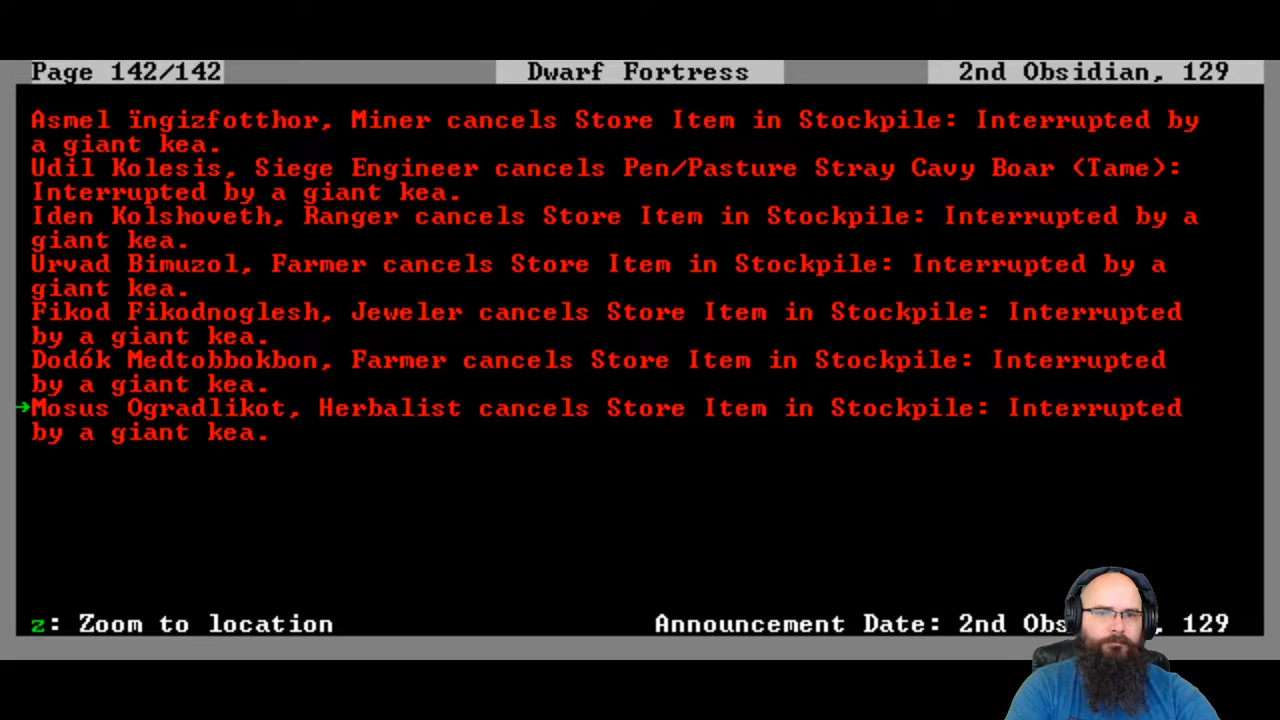 Page 142/142 Dwarf Fortress 2nd Obsidian, 129
Asmel ïngizfotthor, Miner cancels Store Item in Stockpile: Interrupted by
a giant kea.
Udil Kolesis, Siege Engineer cancels Pen/Pasture Stray Cavy Boar (Tame):
Interrupted by a giant kea.
Iden Kolshoveth, Ranger cancels Store Item in Stockpile: Interrupted by a
giant kea.
Urvad Bimuzol, Farmer cancels Store Item in Stockpile: Interrupted by a
giant kea.
Fikod Fikodnoglesh, Jeweler cancels Store Item in Stockpile: Interrupted
by a giant kea.
Dodók Medtobbokbon, Farmer cancels Store Item in Stockpile: Interrupted
by a giant kea.
→Mosus Ogradlikot, Herbalist cancels Store Item in Stockpile: Interrupted
by a giant kea.
z: Zoom to location Announcement Date: 2nd Obs , 129